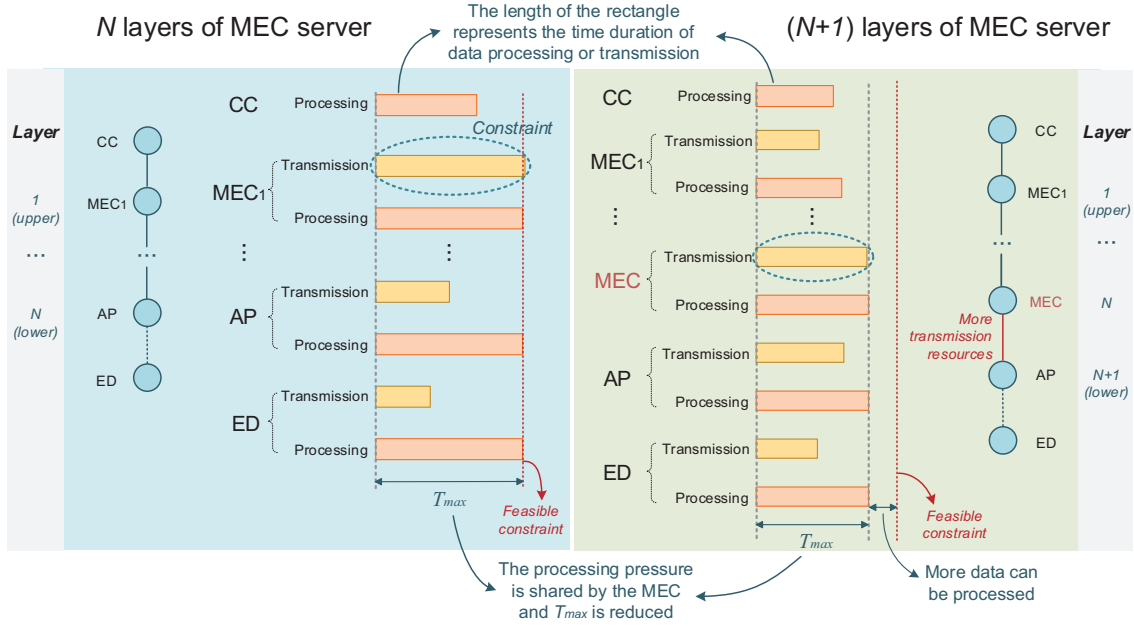 N layers of MEC server
The length of the rectangle
represents the time duration of
data processing or transmission
(N+1) layers of MEC server
Layer
CC
MEC1
1
(upper)
...
...
AP
N
(lower)
ED
CC
Processing
Constraint
MEC1
Transmission
Processing
...
...
AP
Transmission
Processing
ED
Transmission
Processing
Tmax
Feasible
constraint
CC
Processing
MEC1
Transmission
Processing
...
...
MEC
Transmission
Processing
AP
Transmission
Processing
ED
Transmission
Processing
Tmax
Feasible
constraint
Layer
CC
MEC1
1
(upper)
...
...
MEC
N
More
transmission
resources
AP
N+1
(lower)
ED
The processing pressure
is shared by the MEC
and Tmax is reduced
More data can
be processed